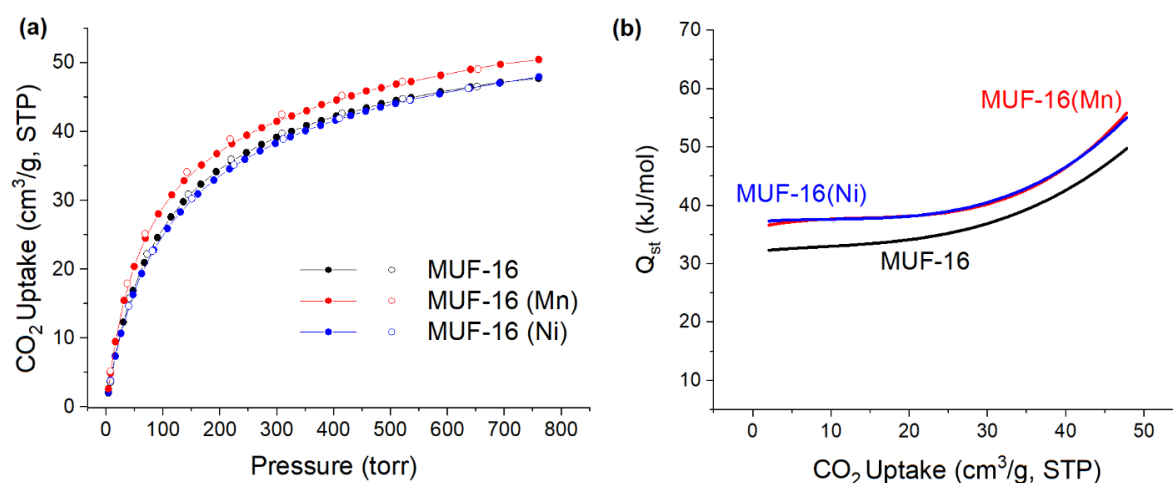 (a)
CO₂ Uptake (cm³/g, STP)
50
40
30
20
10
0
MUF-16
MUF-16 (Mn)
MUF-16 (Ni)
0 100 200 300 400 500 600 700 800
Pressure (torr)
(b)
Qst (kJ/mol)
70
60
50
40
30
20
10
MUF-16(Mn)
MUF-16(Ni)
MUF-16
0 10 20 30 40 50
CO₂ Uptake (cm³/g, STP)